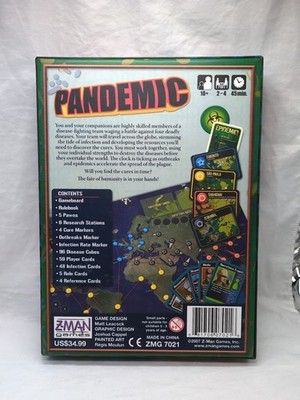 PANDEMIC
10+
2-4
45min.
You and your companions are highly skilled members of a
disease-fighting team waging a battle against four deadly
diseases. Your team will travel across the globe, stemming
the tide of infection and developing the resources you'll
need to discover the cures. You must work together, using
your individual strengths to destroy the diseases before
they overtake the world. The clock is ticking as outbreaks
and epidemics accelerate the spread of the plague.
Will you find the cures in time?
The fate of humanity is in your hands!
EPIDEMIC
CONTENTS
• Gameboard
• Rulebook
• 5 Pawns
• 6 Research Stations
• 4 Cure Markers
• Outbreaks Marker
• Infection Rate Marker
• 96 Disease Cubes
• 59 Player Cards
• 48 Infection Cards
• 5 Role Cards
• 4 Reference Cards
Z-MAN
games
US$34.99
GAME DESIGN
Matt Leacock
GRAPHIC DESIGN
Joshua Cappel
PAINTED ART
Régis Moulun
MADE IN CHINA
ZMG 7021
©2007 Z-Man Games, Inc.
www.zmangames.com